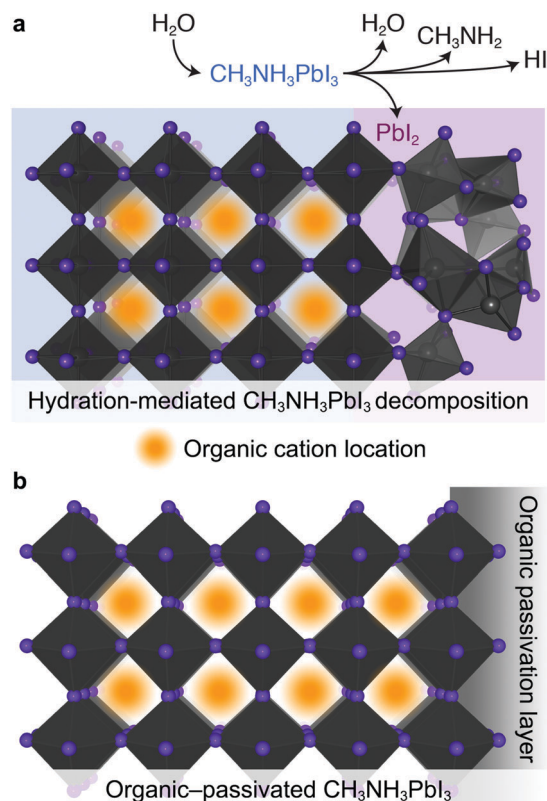 a
H₂O
H₂O
CH₃NH₂
HI
CH₃NH₃PbI₃
PbI₂
Hydration-mediated CH₃NH₃PbI₃ decomposition
Organic cation location
b
Organic passivation layer
Organic–passivated CH₃NH₃PbI₃